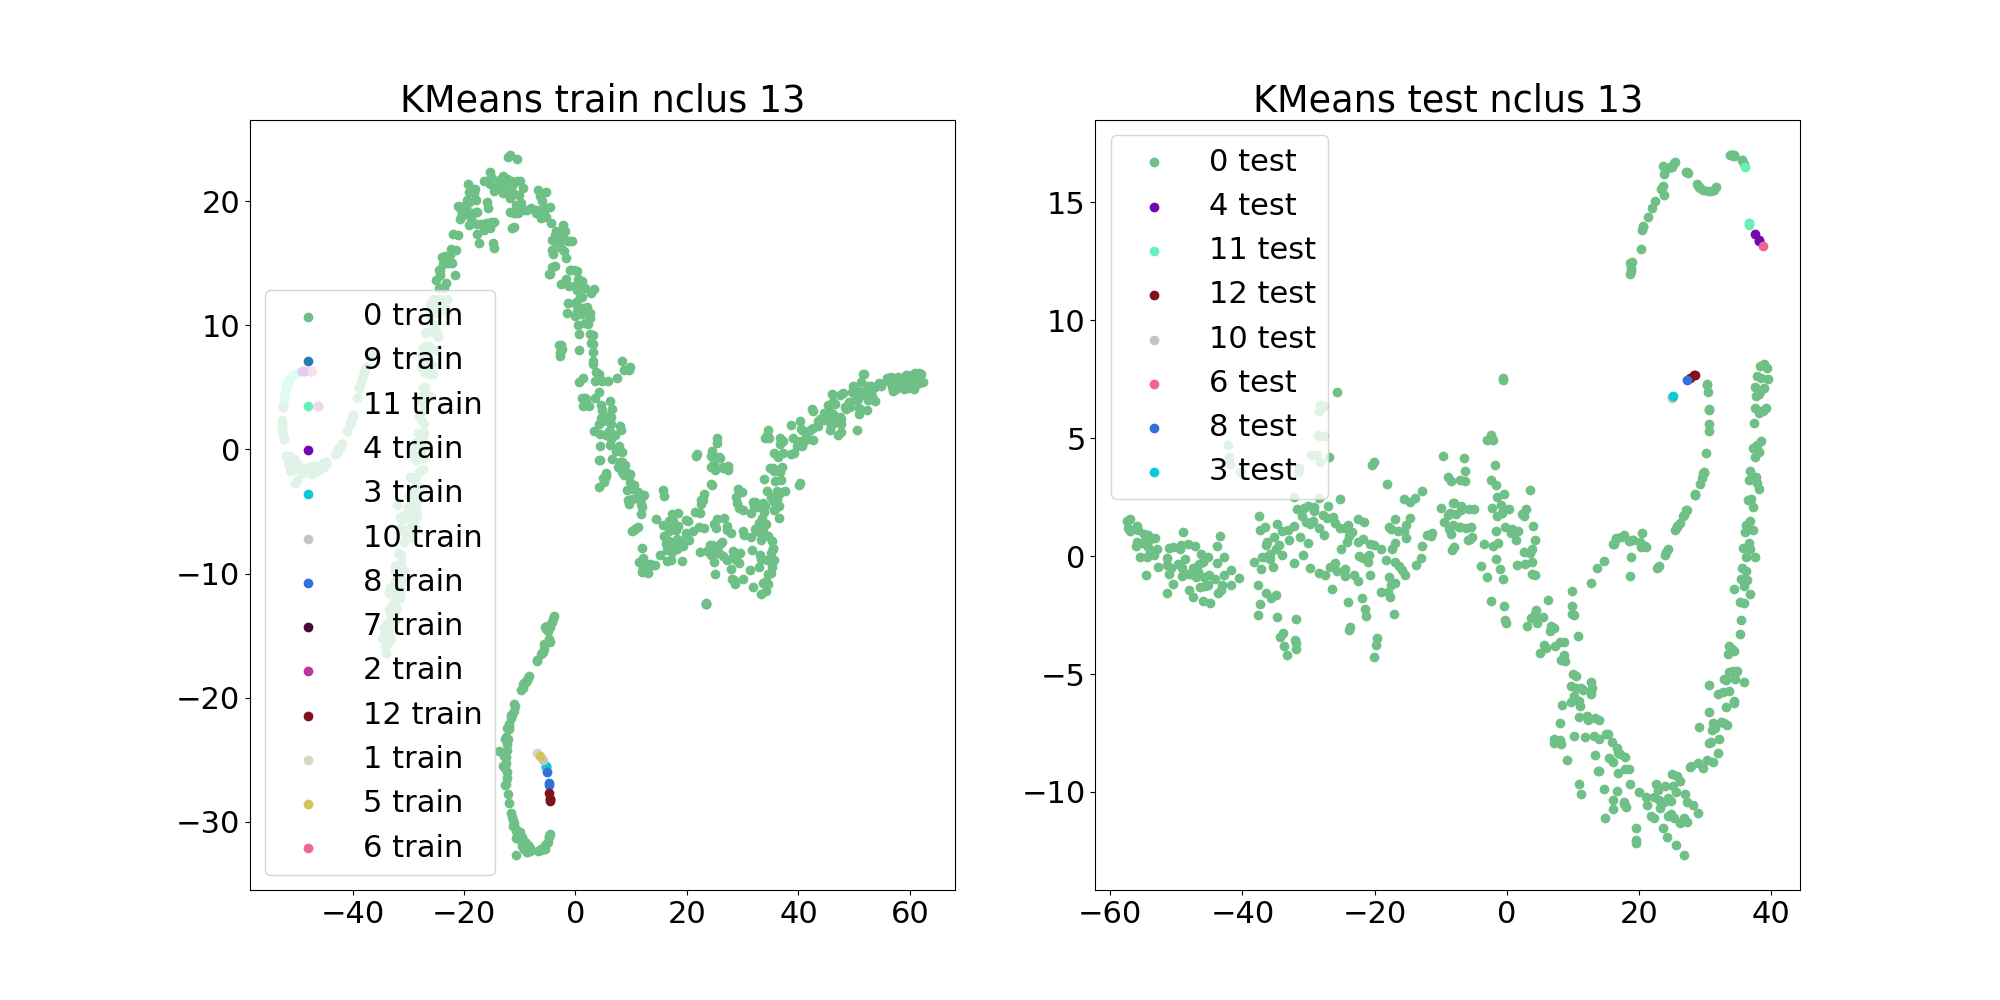 KMeans train nclus 13
20
10
0
−10
−20
−30
−40
−20
0
20
40
60
0 train
9 train
11 train
4 train
3 train
10 train
8 train
7 train
2 train
12 train
1 train
5 train
6 train
KMeans test nclus 13
15
10
5
0
−5
−10
−60
−40
−20
0
20
40
0 test
4 test
11 test
12 test
10 test
6 test
8 test
3 test